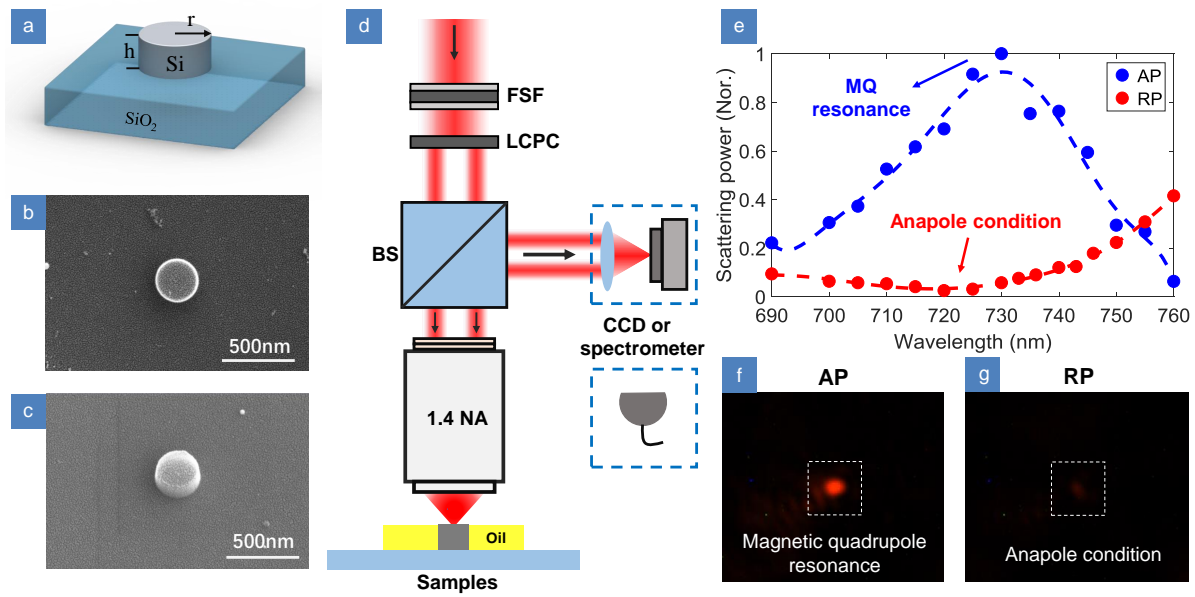 a
h
r
Si
SiO2
b
500nm
c
500nm
d
FSF
LCPC
BS
CCD or
spectrometer
1.4 NA
Oil
Samples
e
Scattering power (Nor.)
1
0.8
0.6
0.4
0.2
0
MQ
resonance
Anapole condition
AP
RP
690 700 710 720 730 740 750 760
Wavelength (nm)
f
AP
Magnetic quadrupole
resonance
g
RP
Anapole condition